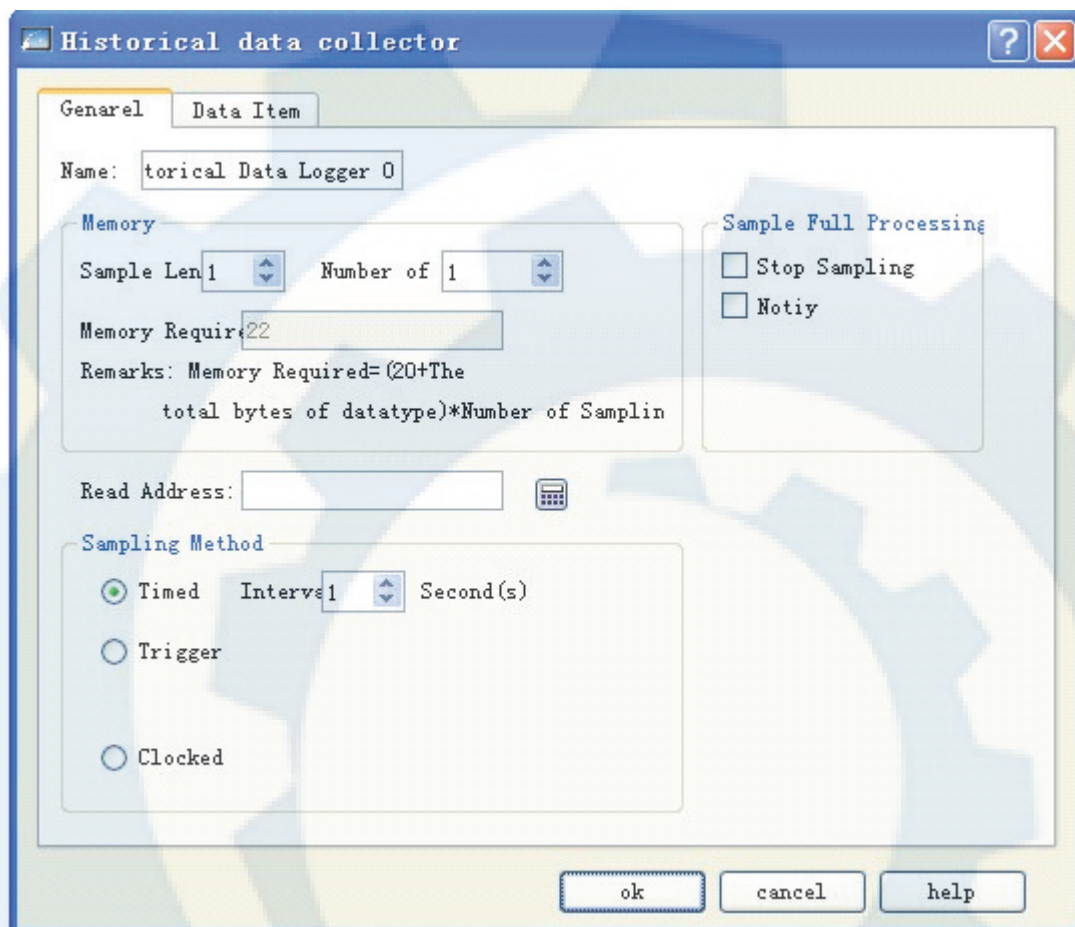 Historical data collector
Genarel Data Item
Name: torical Data Logger 0
Memory
Sample Len 1 Number of 1
Memory Require 22
Remarks: Memory Required=(20+The
total bytes of datatype)*Number of Samplin
Sample Full Processing
Stop Sampling
Notiy
Read Address:
Sampling Method
Timed Interva 1 Second(s)
Trigger
Clocked
ok cancel help